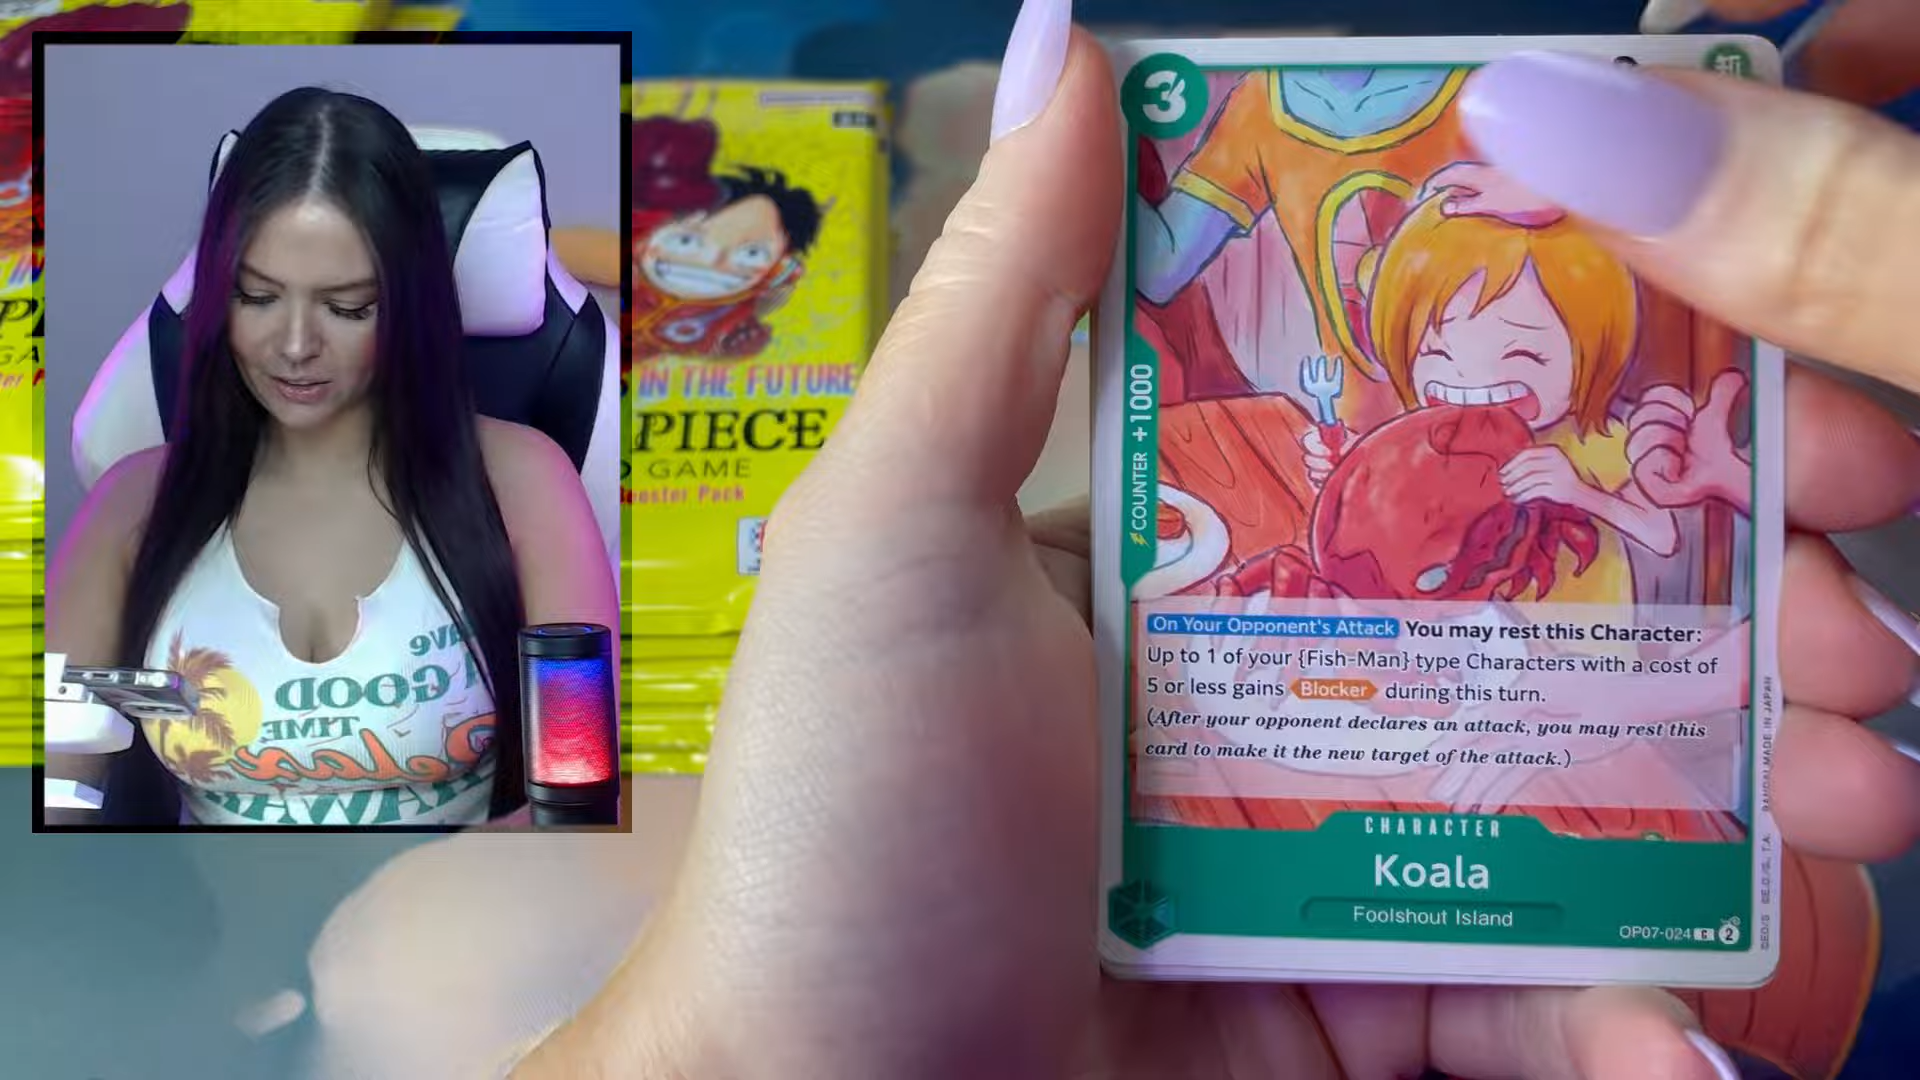 3
COUNTER +1000
On Your Opponent's Attack You may rest this Character:
Up to 1 of your {Fish-Man} type Characters with a cost of
5 or less gains Blocker during this turn.
(After your opponent declares an attack, you may rest this
card to make it the new target of the attack.)
CHARACTER
Koala
Foolshout Island
OP07-024 C 2
IN THE FUTURE
PIECE
GAME
Booster Pack
GOOD
TIME
Relax